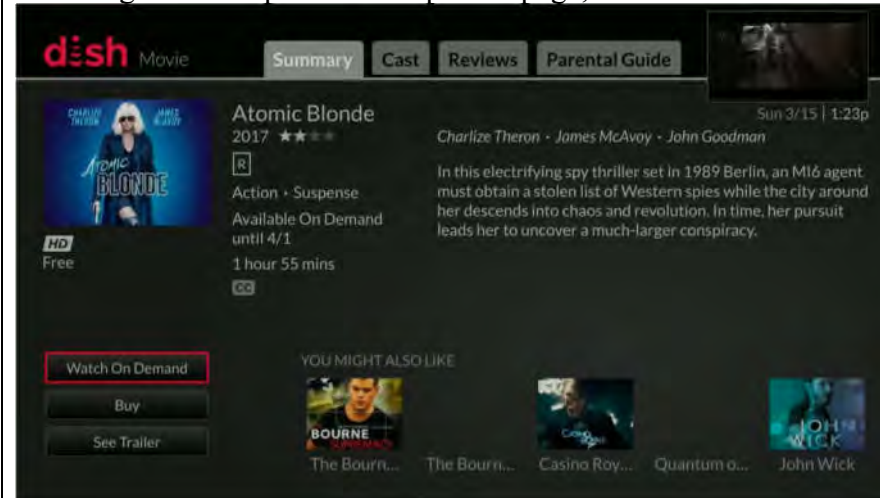 dish Movie
Summary
Cast
Reviews
Parental Guide
Sun 3/15 | 1:23p
CHARLIZE THERON
JAMES McAVOY
ATOMIC
BLONDE
HD
Free
Atomic Blonde
2017
R
Action • Suspense
Available On Demand
until 4/1
1 hour 55 mins
CC
Charlize Theron • James McAvoy • John Goodman
In this electrifying spy thriller set in 1989 Berlin, an MI6 agent
must obtain a stolen list of Western spies while the city around
her descends into chaos and revolution. In time, her pursuit
leads her to uncover a much-larger conspiracy.
Watch On Demand
Buy
See Trailer
YOU MIGHT ALSO LIKE
BOURNE
SUPREMACY
CASINO
ROYALE
JOHN
WICK
The Bourn...
The Bourn...
Casino Roy...
Quantum o...
John Wick